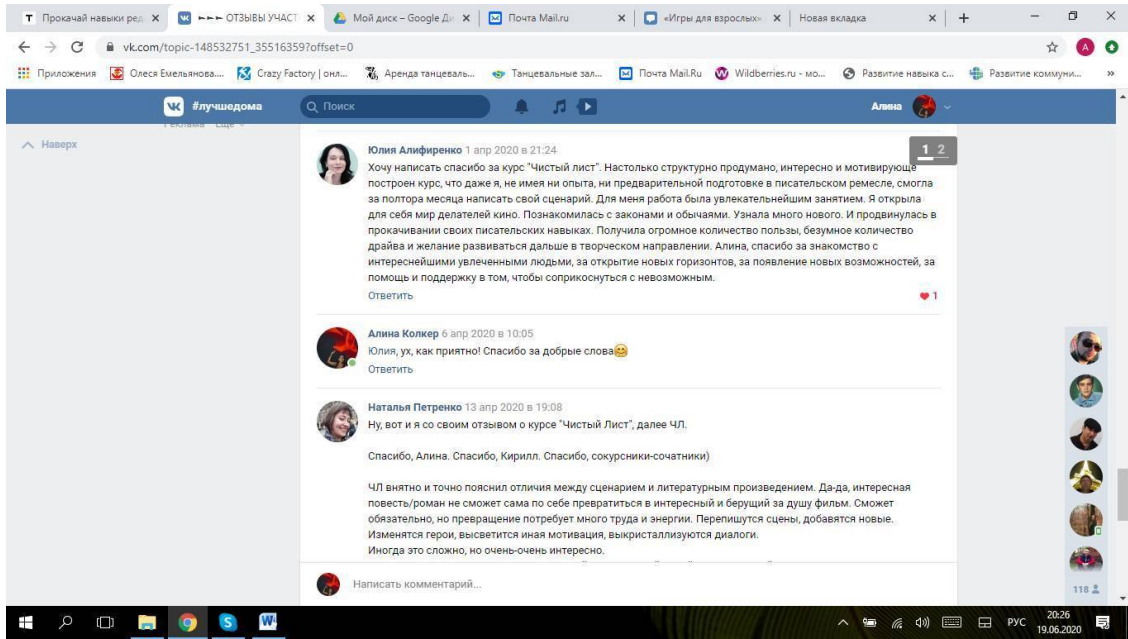 Прокачай навыки ред
►►► ОТЗЫВЫ УЧАСТ
Мой диск – Google Ди
Почта Mail.ru
«Игры для взрослых»
Новая вкладка
vk.com/topic-148532751_35516359?offset=0
A
Приложения
Олеся Емельянова....
Crazy Factory | онл...
Аренда танцеваль...
Танцевальные зал...
Почта Mail.Ru
Wildberries.ru - мо...
Развитие навыка с...
Развитие коммуни...
»
#лучшедома
Поиск
Алина
Реклама Ещё
Наверх
1 2
Юлия Алифиренко 1 апр 2020 в 21:24
Хочу написать спасибо за курс "Чистый лист". Настолько структурно продумано, интересно и мотивирующе
построен курс, что даже я, не имея ни опыта, ни предварительной подготовке в писательском ремесле, смогла
за полтора месяца написать свой сценарий. Для меня работа была увлекательнейшим занятием. Я открыла
для себя мир делателей кино. Познакомилась с законами и обычаями. Узнала много нового. И продвинулась в
прокачивании своих писательских навыках. Получила огромное количество пользы, безумное количество
драйва и желание развиваться дальше в творческом направлении. Алина, спасибо за знакомство с
интереснейшими увлеченными людьми, за открытие новых горизонтов, за появление новых возможностей, за
помощь и поддержку в том, чтобы соприкоснуться с невозможным.
Ответить
1
Алина Колкер 6 апр 2020 в 10:05
Юлия, ух, как приятно! Спасибо за добрые слова🤗
Ответить
Наталья Петренко 13 апр 2020 в 19:08
Ну, вот и я со своим отзывом о курсе "Чистый Лист", далее ЧЛ.
Спасибо, Алина. Спасибо, Кирилл. Спасибо, сокурсники-сочатники)
ЧЛ внятно и точно пояснил отличия между сценарием и литературным произведением. Да-да, интересная
повесть/роман не сможет сама по себе превратиться в интересный и берущий за душу фильм. Сможет
обязательно, но превращение потребует много труда и энергии. Перепишутся сцены, добавятся новые.
Изменятся герои, высветится иная мотивация, выкристаллизуются диалоги.
Иногда это сложно, но очень-очень интересно.
Написать комментарий...
118
РУС
20:26
19.06.2020